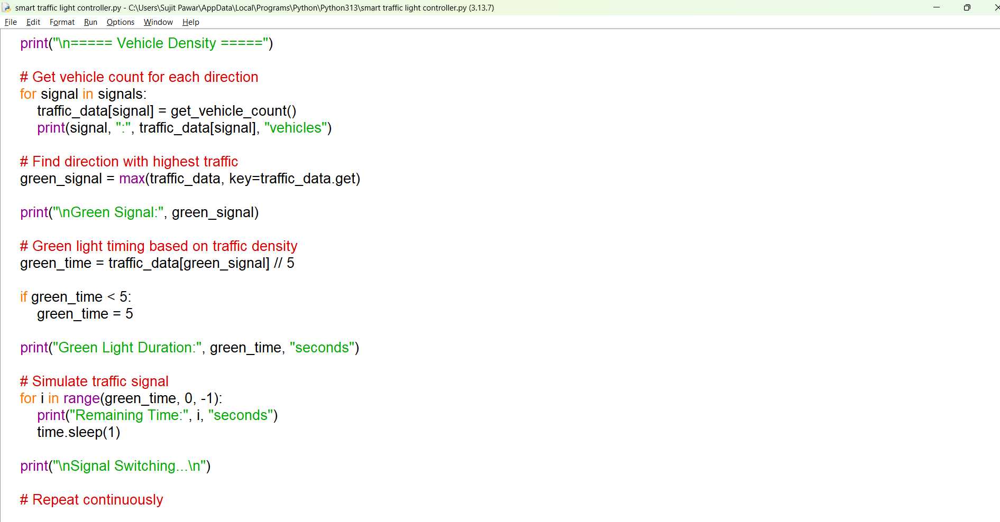 smart traffic light controller.py - C:\Users\Sujit Pawar\AppData\Local\Programs\Python\Python313\smart traffic light controller.py (3.13.7)
File Edit Format Run Options Window Help
print("\n===== Vehicle Density =====")

# Get vehicle count for each direction
for signal in signals:
    traffic_data[signal] = get_vehicle_count()
    print(signal, ":", traffic_data[signal], "vehicles")

# Find direction with highest traffic
green_signal = max(traffic_data, key=traffic_data.get)

print("\nGreen Signal:", green_signal)

# Green light timing based on traffic density
green_time = traffic_data[green_signal] // 5

if green_time < 5:
    green_time = 5

print("Green Light Duration:", green_time, "seconds")

# Simulate traffic signal
for i in range(green_time, 0, -1):
    print("Remaining Time:", i, "seconds")
    time.sleep(1)

print("\nSignal Switching...\n")

# Repeat continuously